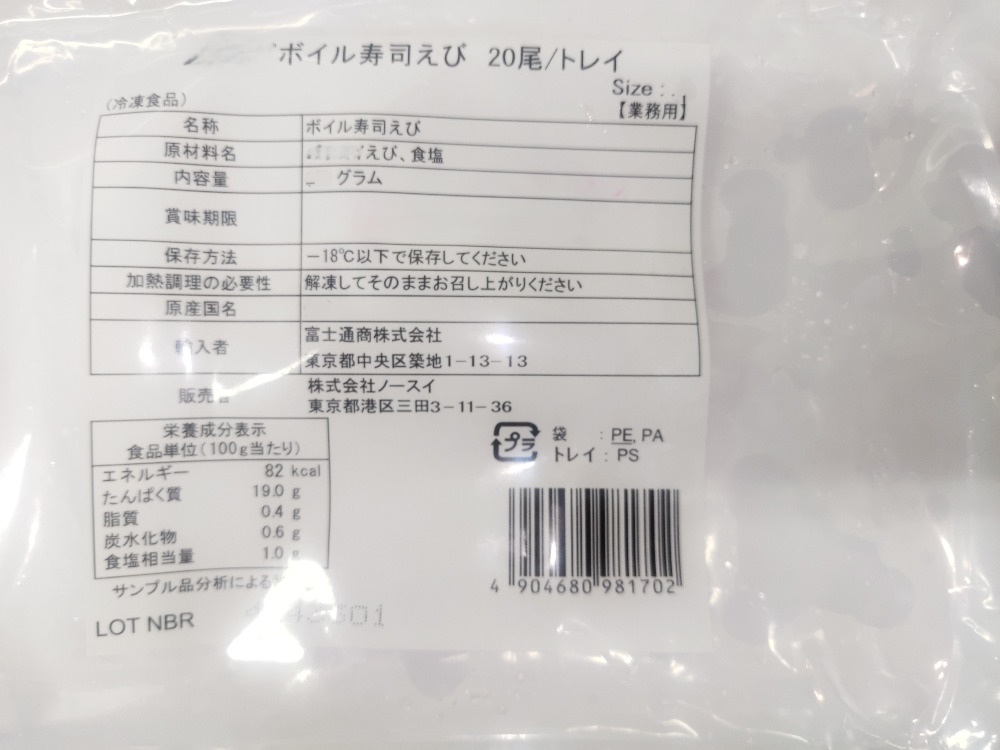 ボイル寿司えび 20尾/トレイ
Size :
(冷凍食品)
【業務用】
名称 ボイル寿司えび
原材料名 えび、食塩
内容量 グラム
賞味期限
保存方法 －18℃以下で保存してください
加熱調理の必要性 解凍してそのままお召し上がりください
原産国名
輸入者 富士通商株式会社
東京都中央区築地1－13－13
販売者 株式会社ノースイ
東京都港区三田3－11－36
栄養成分表示
食品単位(100g当たり)
エネルギー 82 kcal
たんぱく質 19.0 g
脂質 0.4 g
炭水化物 0.6 g
食塩相当量 1.0 g
サンプル品分析による
プラ
袋 : PE, PA
トレイ : PS
4 904680 981702
LOT NBR